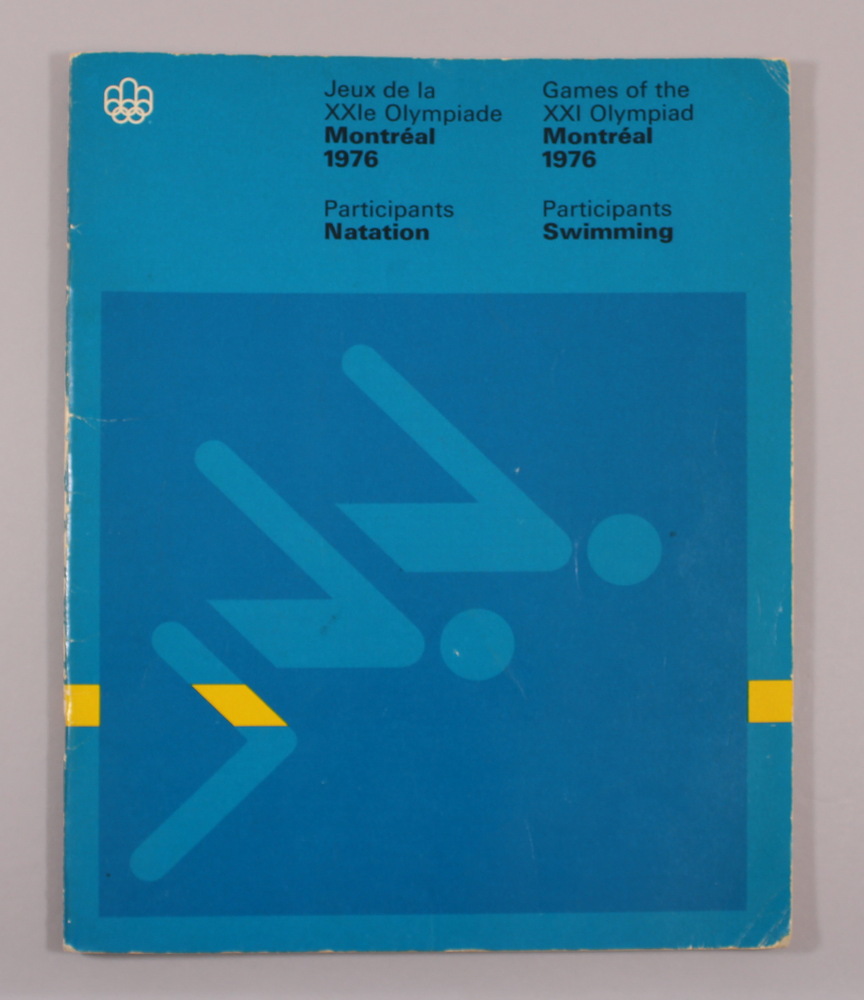 Jeux de la
XXIe Olympiade
Montréal
1976
Participants
Natation
Games of the
XXI Olympiad
Montréal
1976
Participants
Swimming